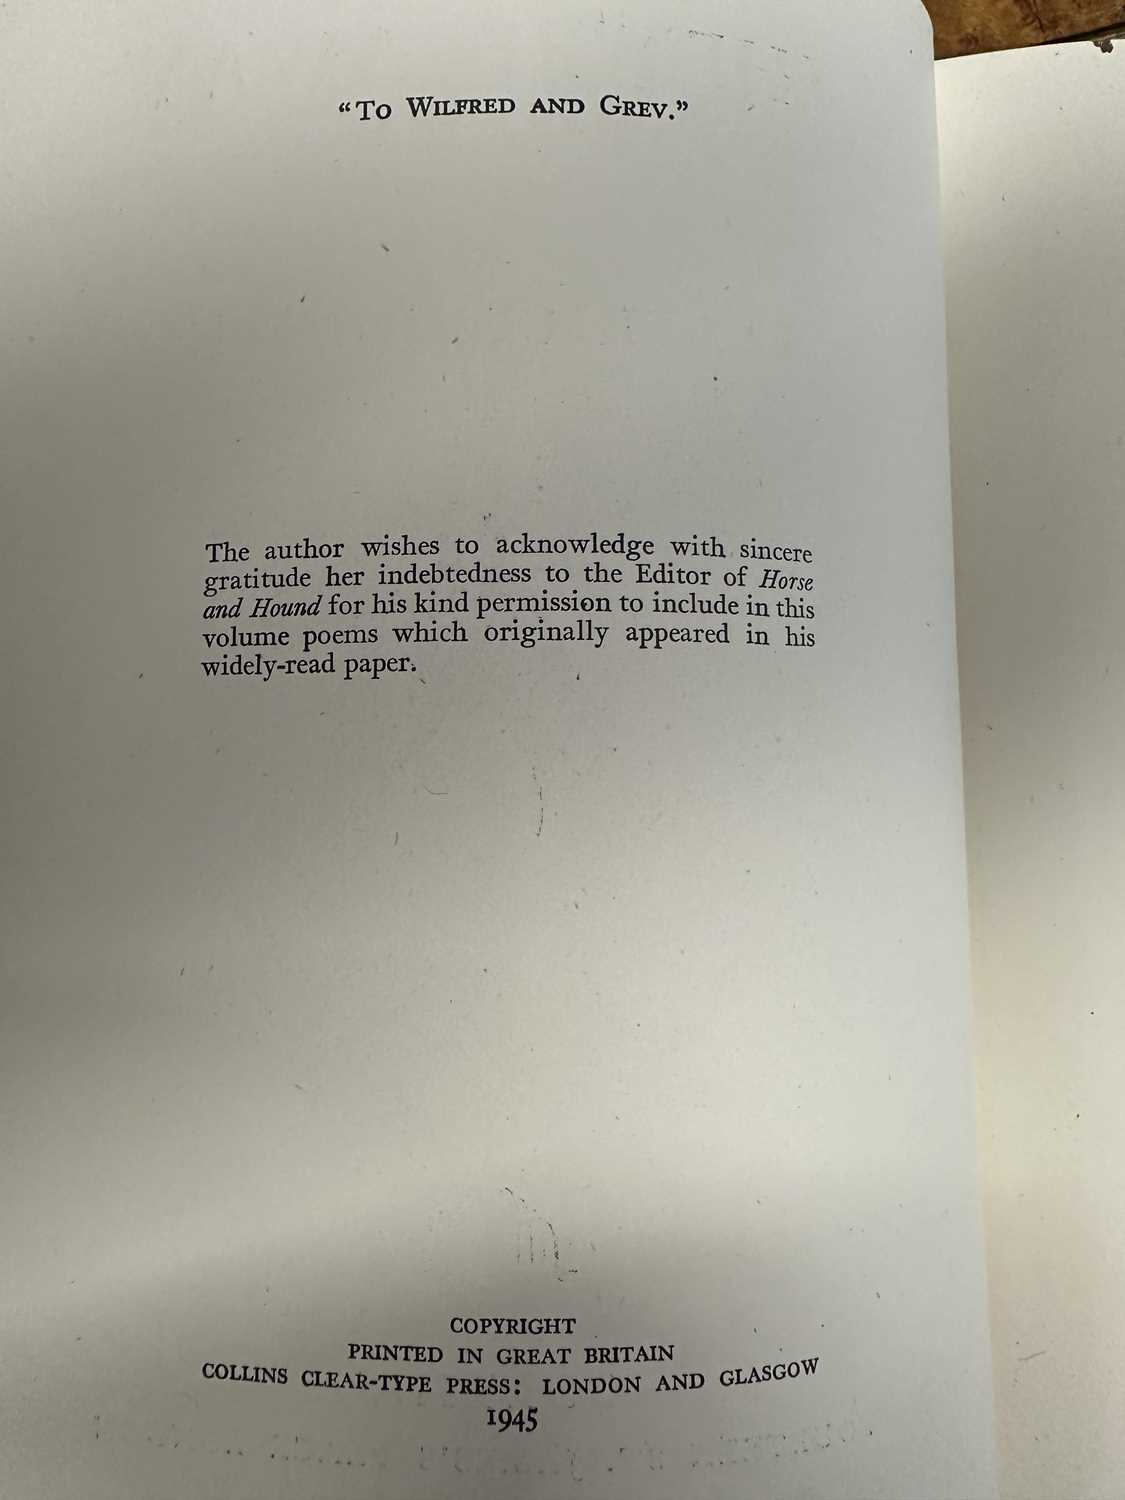 “To Wilfred and Grev.”
The author wishes to acknowledge with sincere
gratitude her indebtedness to the Editor of Horse
and Hound for his kind permission to include in this
volume poems which originally appeared in his
widely-read paper.
COPYRIGHT
PRINTED IN GREAT BRITAIN
COLLINS CLEAR-TYPE PRESS: LONDON AND GLASGOW
1945